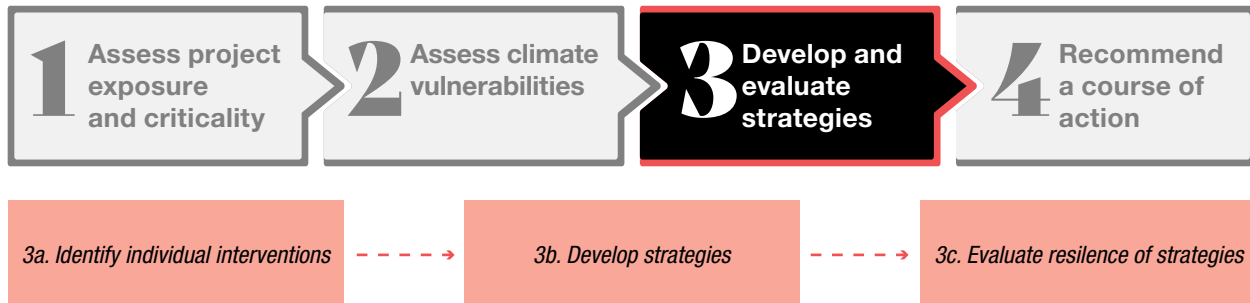 1
Assess project
exposure
and criticality
2
Assess climate
vulnerabilities
3
Develop and
evaluate
strategies
4
Recommend
a course of
action
3a. Identify individual interventions
3b. Develop strategies
3c. Evaluate resilence of strategies